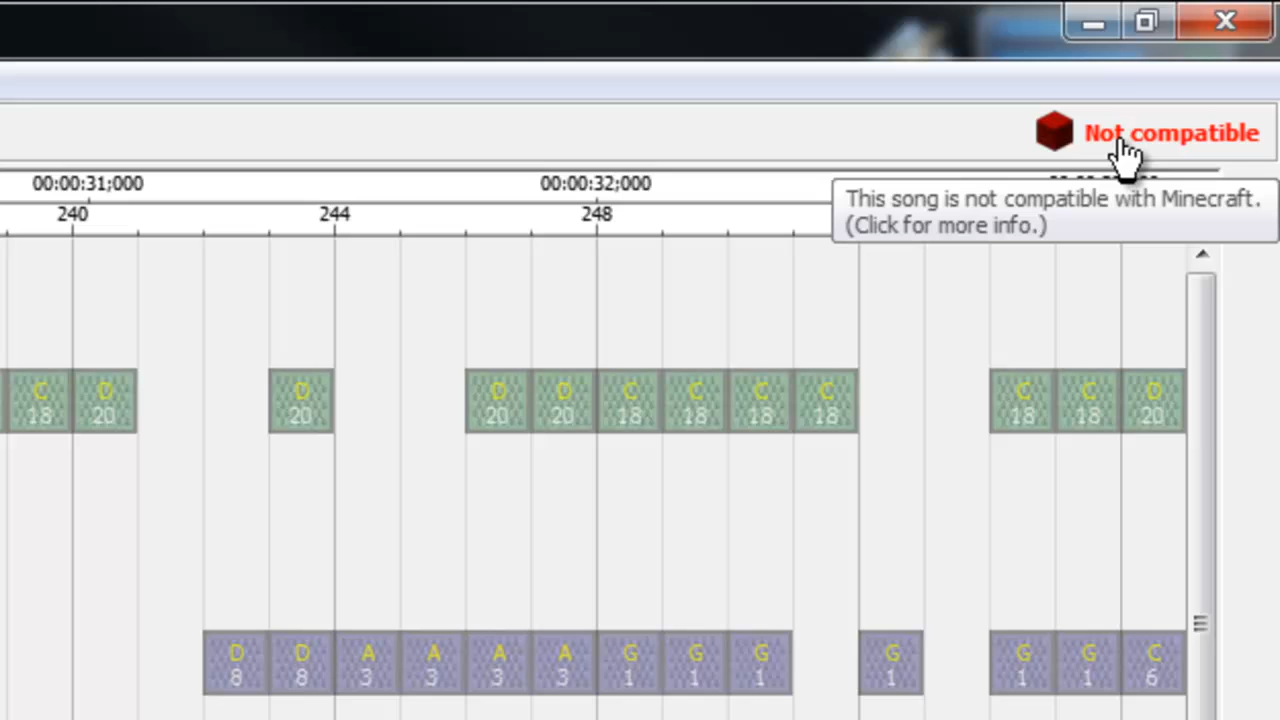 Not compatible
00:00:31;000 00:00:32;000
240 244 248
This song is not compatible with Minecraft.
(Click for more info.)
C D D D D C C C C C C D
18 20 20 20 20 18 18 18 18 18 18 20
D D A A A A G G G G G G C
8 8 3 3 3 3 1 1 1 1 1 1 6